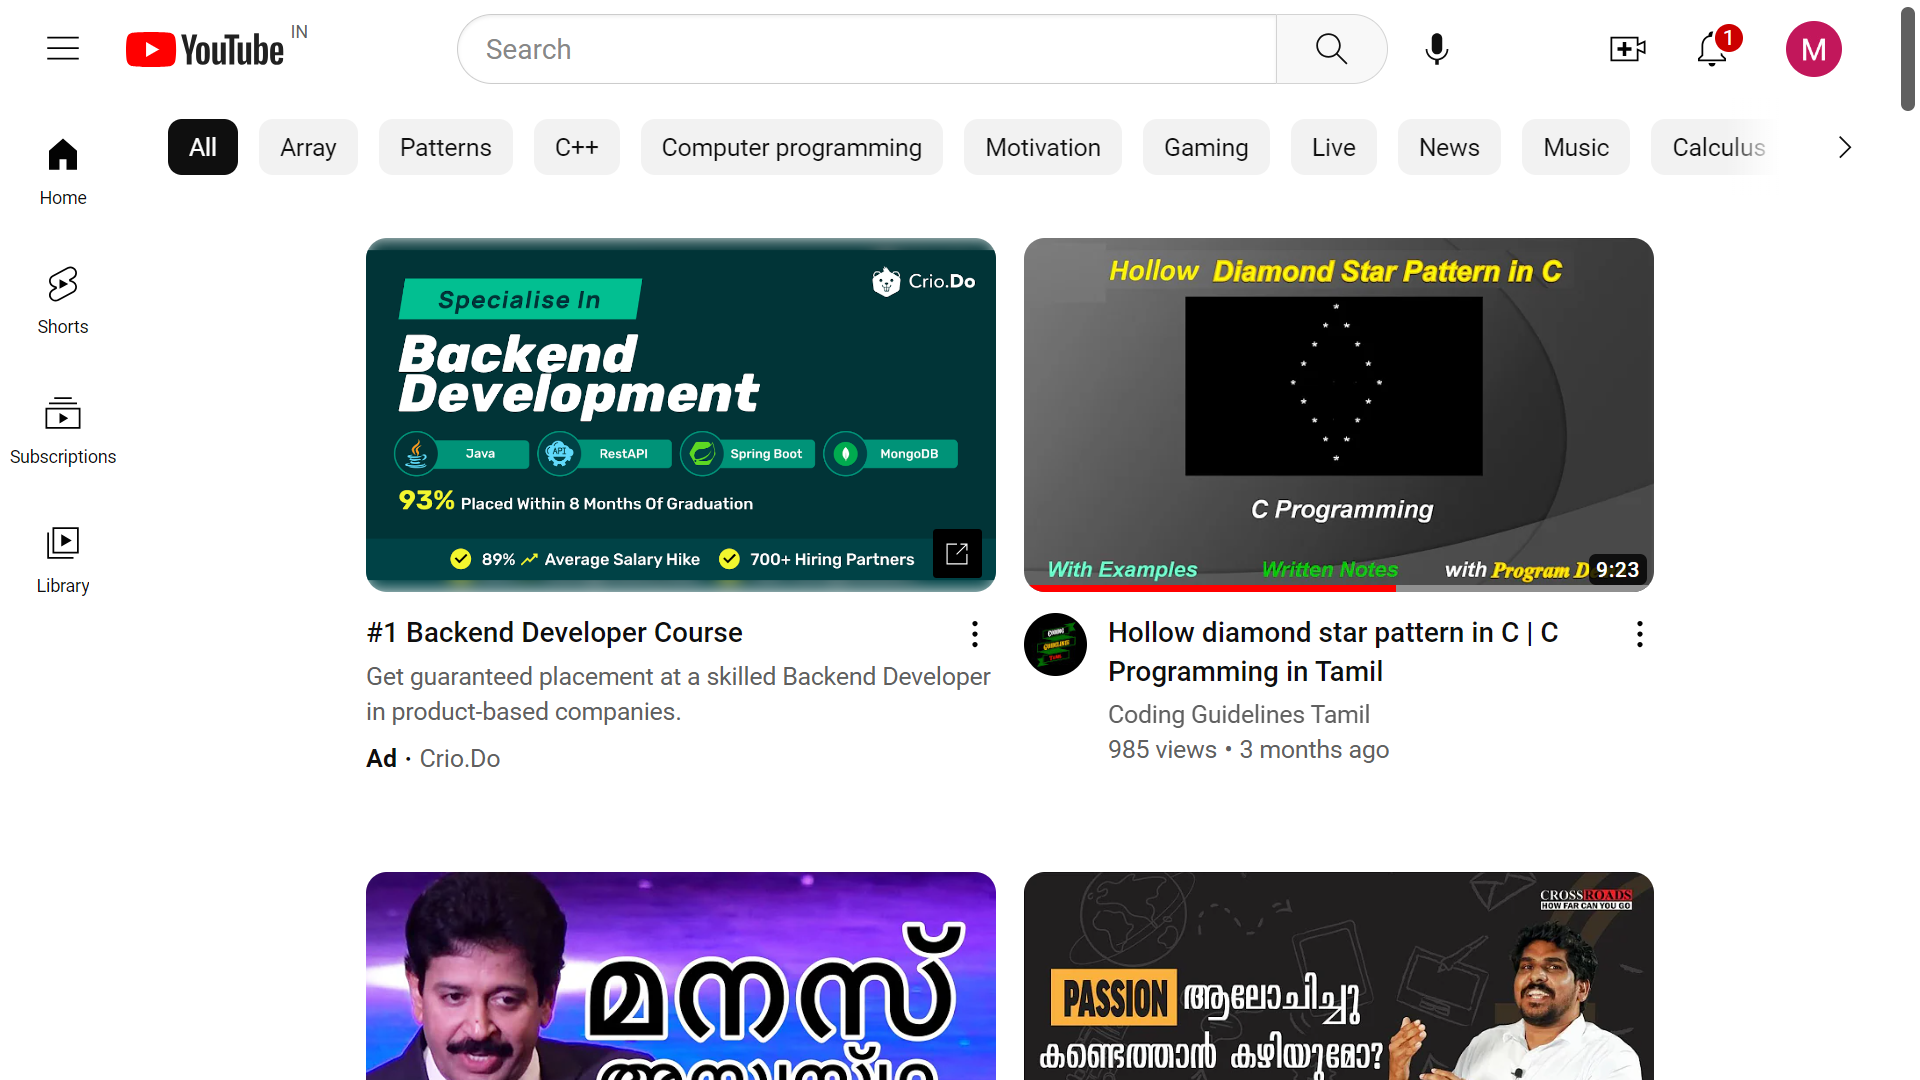 YouTube IN
Search
1
M
All
Array
Patterns
C++
Computer programming
Motivation
Gaming
Live
News
Music
Calculus
Home
Shorts
Subscriptions
Library
Specialise In
Crio.Do
Backend
Development
Java
API
RestAPI
Spring Boot
MongoDB
93% Placed Within 8 Months Of Graduation
89% Average Salary Hike
700+ Hiring Partners
#1 Backend Developer Course
Get guaranteed placement at a skilled Backend Developer
in product-based companies.
Ad · Crio.Do
Hollow Diamond Star Pattern in C
C Programming
With Examples
Written Notes
with Program D
9:23
Hollow diamond star pattern in C | C
Programming in Tamil
Coding Guidelines Tamil
985 views • 3 months ago
മനസ്
CROSSROADS
HOW FAR CAN YOU GO
PASSION ആലോചിച്ചു
കണ്ടെത്താൻ കഴിയുമോ?